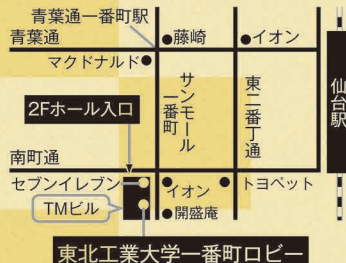 青葉通一番町駅
青葉通
●藤崎
●イオン
マクドナルド●
サンモール一番町
東二番丁通
仙台駅
2Fホール入口
南町通
セブンイレブン
●イオン
●トヨペット
TMビル
●開盛庵
東北工業大学一番町ロビー